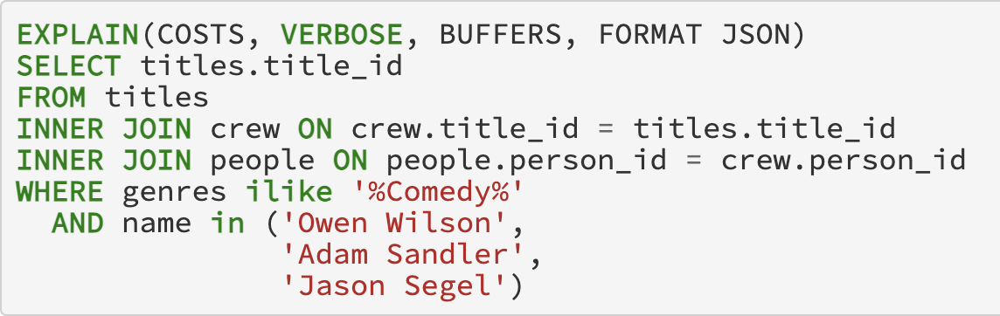 EXPLAIN(COSTS, VERBOSE, BUFFERS, FORMAT JSON)
SELECT titles.title_id
FROM titles
INNER JOIN crew ON crew.title_id = titles.title_id
INNER JOIN people ON people.person_id = crew.person_id
WHERE genres ilike '%Comedy%'
  AND name in ('Owen Wilson',
               'Adam Sandler',
               'Jason Segel')